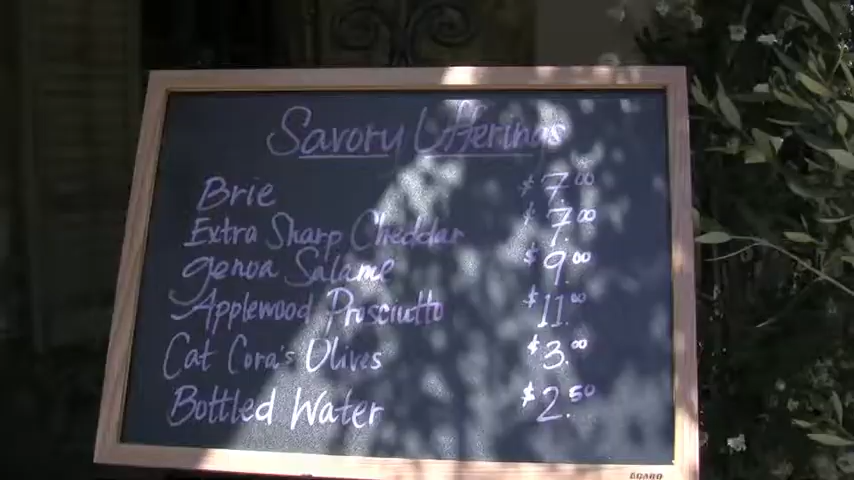 Savory Offerings
Brie $7.00
Extra Sharp Cheddar $7.00
Genoa Salame $9.00
Applewood Prosciutto $11.00
Cat Cora's Olives $3.00
Bottled Water $2.50